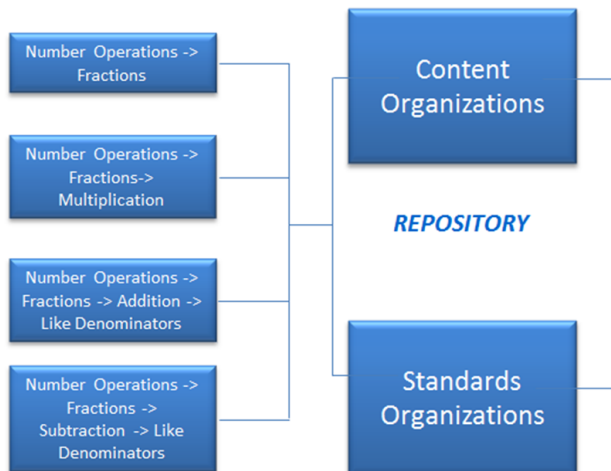 Number Operations ->
Fractions
Number Operations ->
Fractions->
Multiplication
Number Operations ->
Fractions -> Addition ->
Like Denominators
Number Operations ->
Fractions ->
Subtraction -> Like
Denominators
Content
Organizations
REPOSITORY
Standards
Organizations